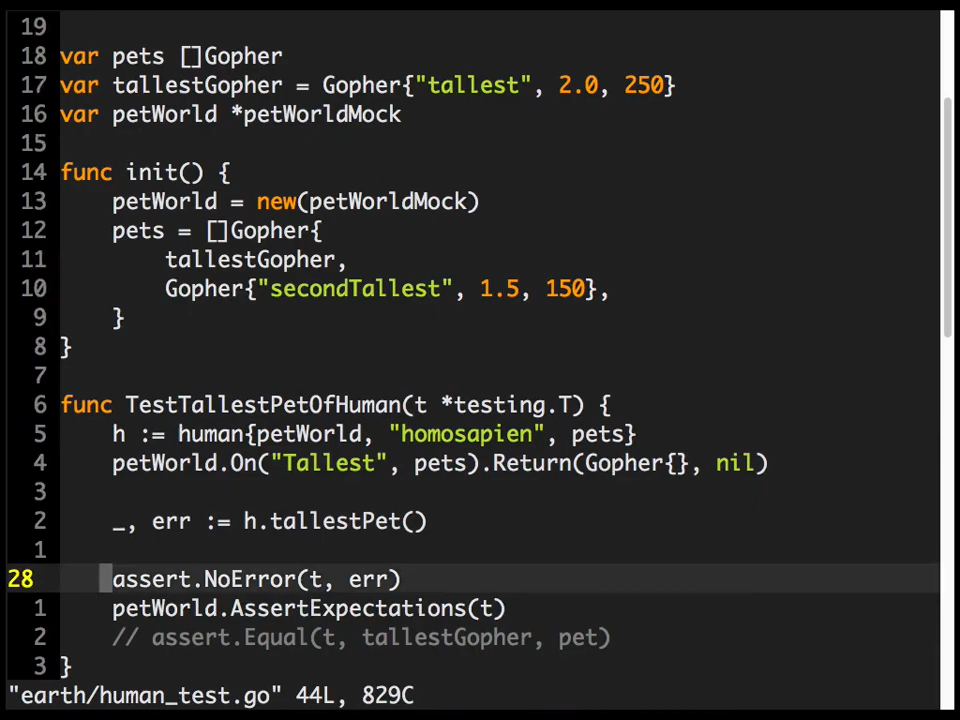 19
18 var pets []Gopher
17 var tallestGopher = Gopher{"tallest", 2.0, 250}
16 var petWorld *petWorldMock
15
14 func init() {
13     petWorld = new(petWorldMock)
12     pets = []Gopher{
11         tallestGopher,
10         Gopher{"secondTallest", 1.5, 150},
9     }
8 }
7
6 func TestTallestPetOfHuman(t *testing.T) {
5     h := human{petWorld, "homosapien", pets}
4     petWorld.On("Tallest", pets).Return(Gopher{}, nil)
3
2     _, err := h.tallestPet()
1
28     assert.NoError(t, err)
1     petWorld.AssertExpectations(t)
2     // assert.Equal(t, tallestGopher, pet)
3 }
"earth/human_test.go" 44L, 829C